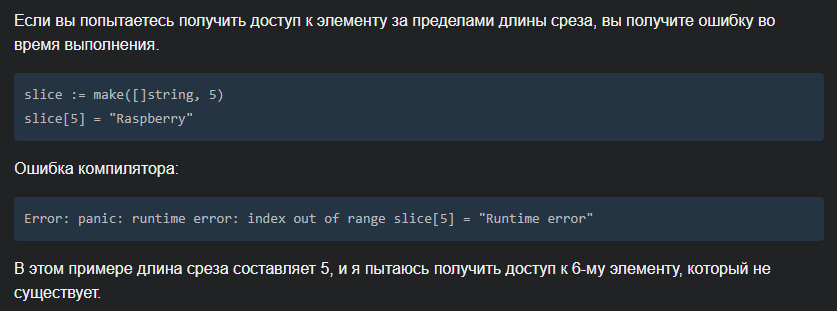 Если вы попытаетесь получить доступ к элементу за пределами длины среза, вы получите ошибку во
время выполнения.
slice := make([]string, 5)
slice[5] = "Raspberry"
Ошибка компилятора:
Error: panic: runtime error: index out of range slice[5] = "Runtime error"
В этом примере длина среза составляет 5, и я пытаюсь получить доступ к 6-му элементу, который не
существует.